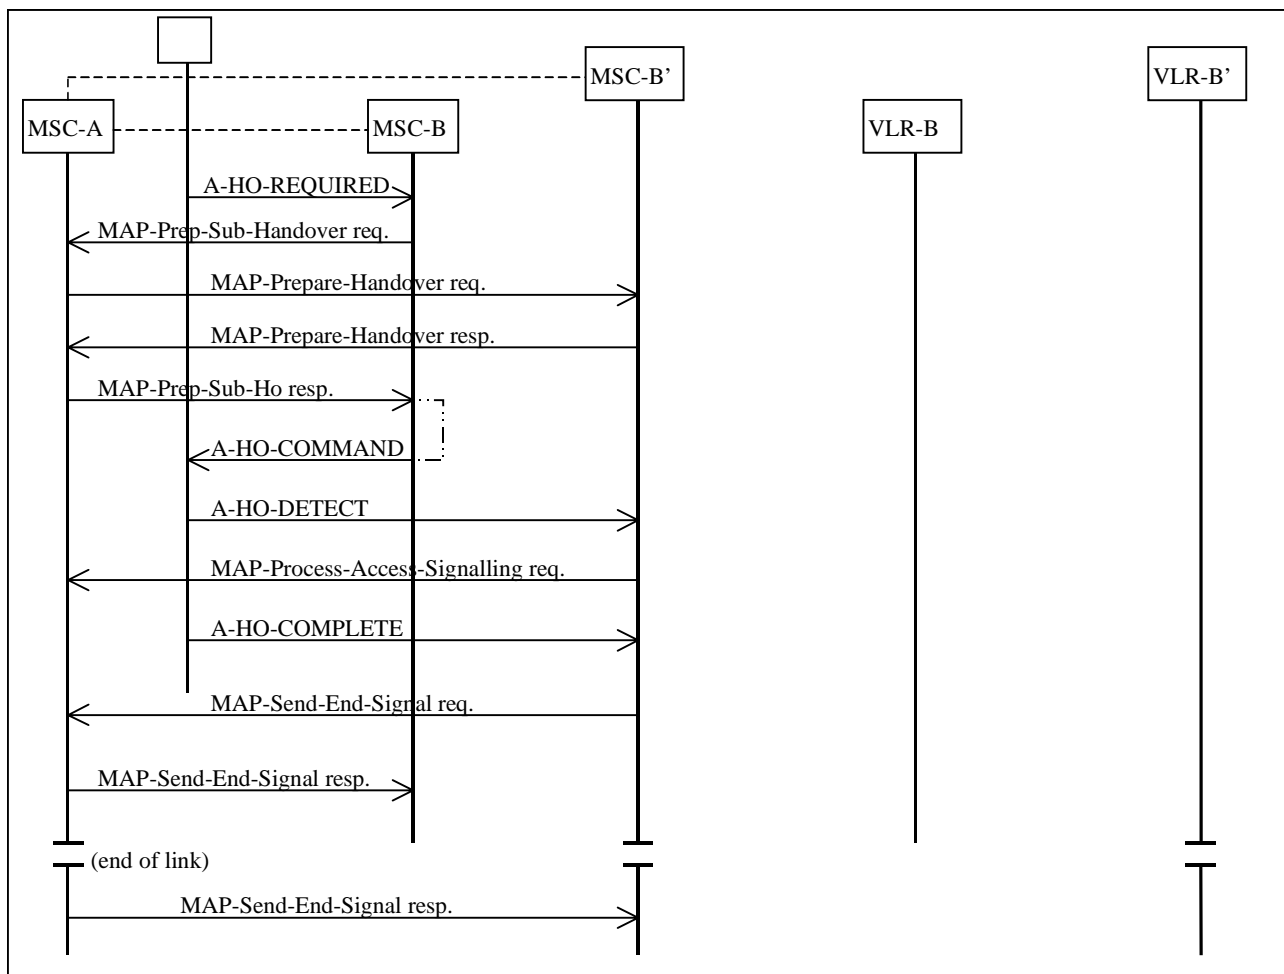 MSC-B’
VLR-B’
MSC-A
MSC-B
VLR-B
A-HO-REQUIRED
MAP-Prep-Sub-Handover req.
MAP-Prepare-Handover req.
MAP-Prepare-Handover resp.
MAP-Prep-Sub-Ho resp.
A-HO-COMMAND
A-HO-DETECT
MAP-Process-Access-Signalling req.
A-HO-COMPLETE
MAP-Send-End-Signal req.
MAP-Send-End-Signal resp.
(end of link)
MAP-Send-End-Signal resp.